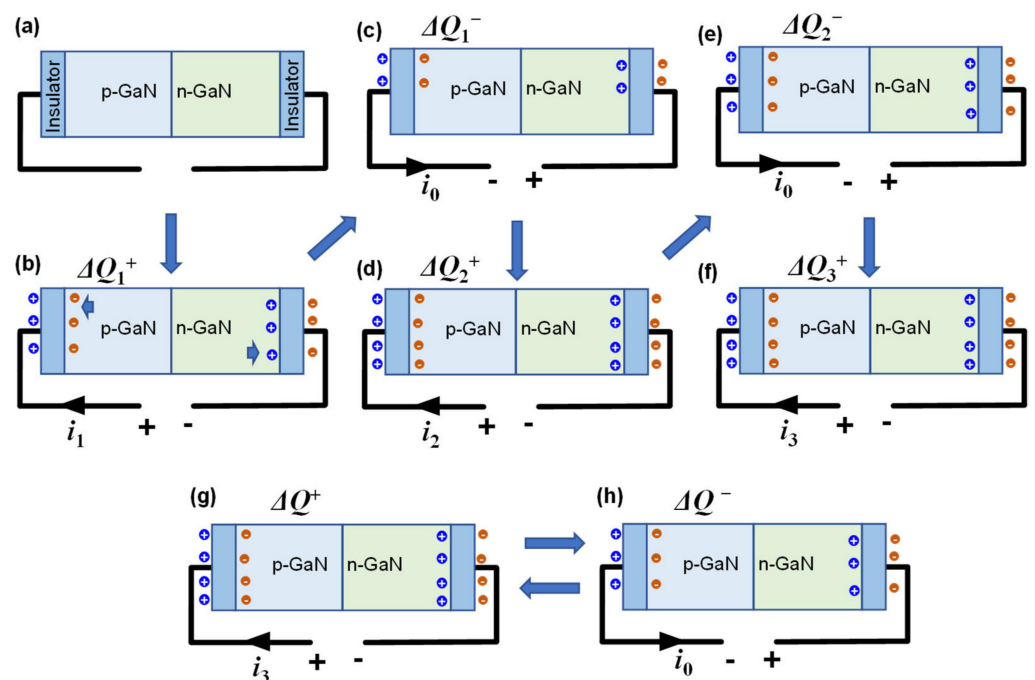 (a)
Insulator
p-GaN
n-GaN
Insulator
(b)
ΔQ₁⁺
p-GaN
n-GaN
i₁
+ -
(c)
ΔQ₁⁻
p-GaN
n-GaN
i₀
- +
(d)
ΔQ₂⁺
p-GaN
n-GaN
i₂
+ -
(e)
ΔQ₂⁻
p-GaN
n-GaN
i₀
- +
(f)
ΔQ₃⁺
p-GaN
n-GaN
i₃
+ -
(g)
ΔQ⁺
p-GaN
n-GaN
i₃
+ -
(h)
ΔQ⁻
p-GaN
n-GaN
i₀
- +